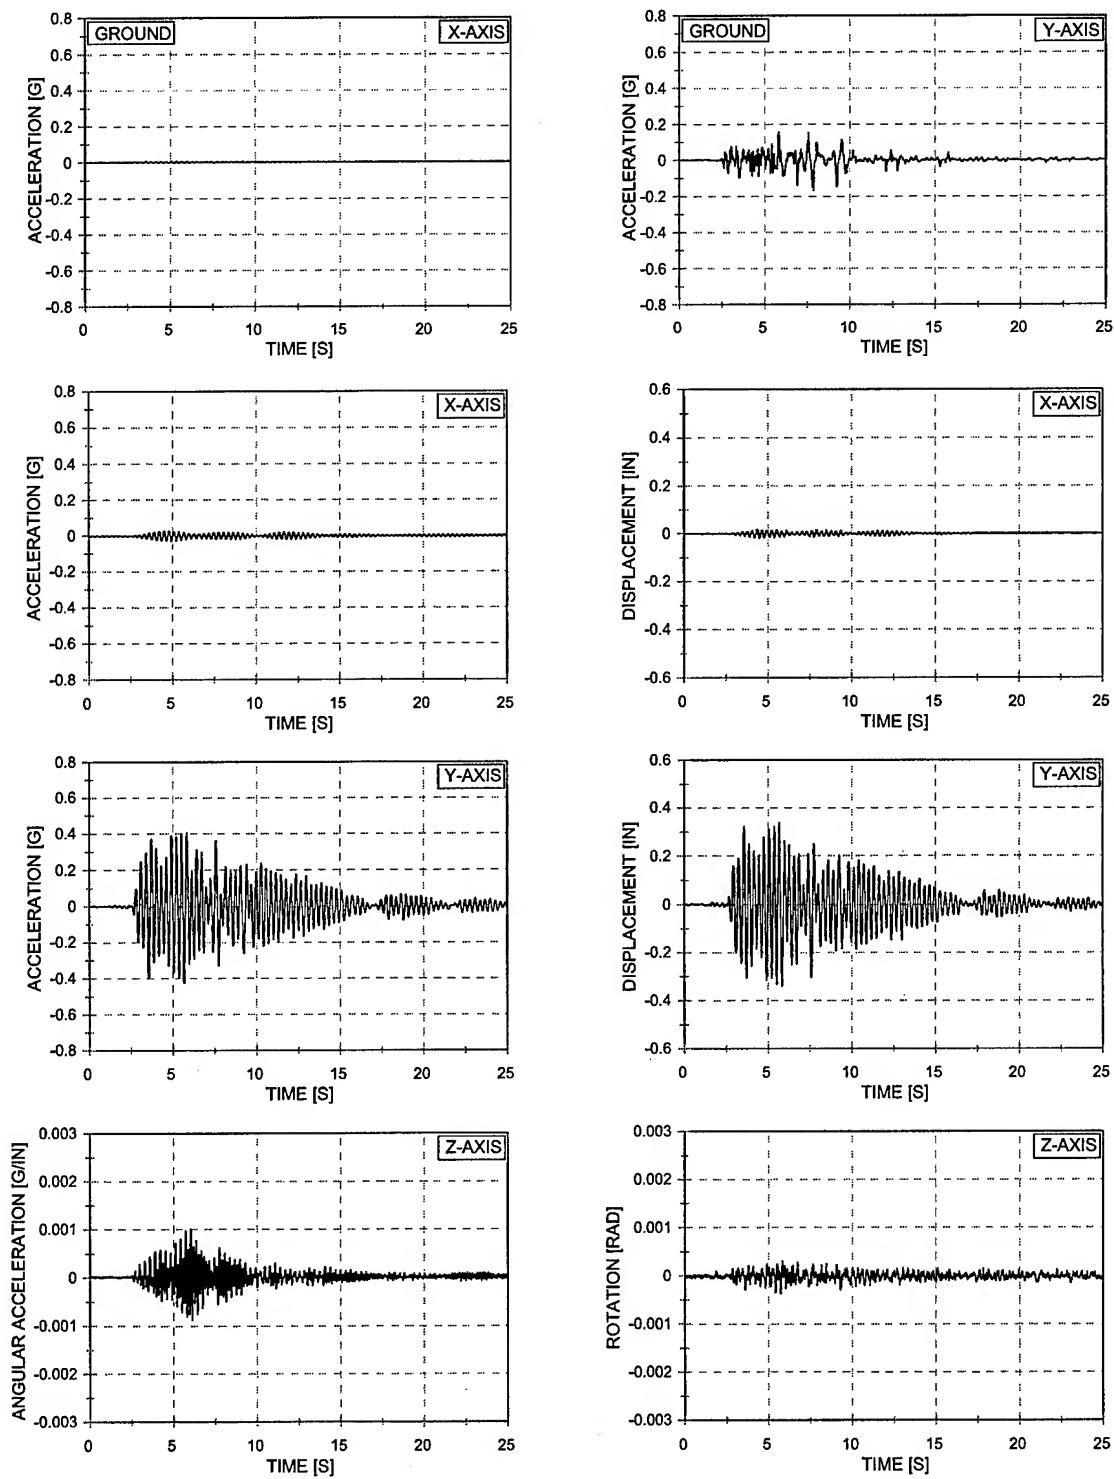 GROUND
X-AXIS
ACCELERATION [G]
0.8
0.6
0.4
0.2
0
-0.2
-0.4
-0.6
-0.8
0 5 10 15 20 25
TIME [S]
GROUND
Y-AXIS
ACCELERATION [G]
0.8
0.6
0.4
0.2
0
-0.2
-0.4
-0.6
-0.8
0 5 10 15 20 25
TIME [S]
X-AXIS
ACCELERATION [G]
0.8
0.6
0.4
0.2
0
-0.2
-0.4
-0.6
-0.8
0 5 10 15 20 25
TIME [S]
X-AXIS
DISPLACEMENT [IN]
0.6
0.4
0.2
0
-0.2
-0.4
-0.6
0 5 10 15 20 25
TIME [S]
Y-AXIS
ACCELERATION [G]
0.8
0.6
0.4
0.2
0
-0.2
-0.4
-0.6
-0.8
0 5 10 15 20 25
TIME [S]
Y-AXIS
DISPLACEMENT [IN]
0.6
0.4
0.2
0
-0.2
-0.4
-0.6
0 5 10 15 20 25
TIME [S]
Z-AXIS
ANGULAR ACCELERATION [G/IN]
0.003
0.002
0.001
0
-0.001
-0.002
-0.003
0 5 10 15 20 25
TIME [S]
Z-AXIS
ROTATION [RAD]
0.003
0.002
0.001
0
-0.001
-0.002
-0.003
0 5 10 15 20 25
TIME [S]